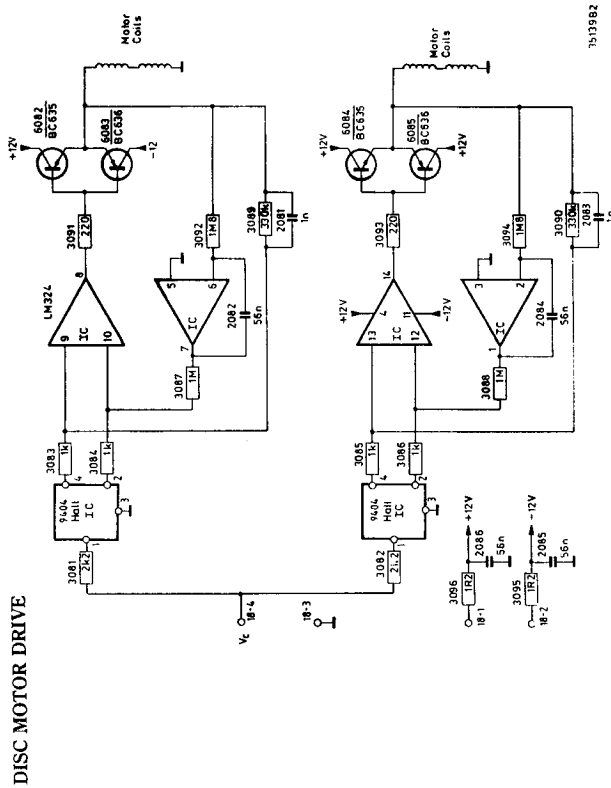 DISC MOTOR DRIVE
+12V
6082
BC635
6083
BC636
-12
Motor
Coils
3091
220
LM324
9
10
8
IC
3092
1M8
3089
330k
2081
1n
5
6
7
IC
2082
56n
3087
1M
3083
1k
3084
1k
4
2
3
1
9404
Hall
IC
3081
2k2
Vc
18-4
18-3
+12V
6084
BC635
6085
BC636
+12V
Motor
Coils
3093
220
14
+12V
4
IC
11
-12V
13
12
3094
1M8
3090
330k
2083
1n
3
2
1
IC
2084
56n
3088
1M
3085
1k
3086
1k
4
2
3
1
9404
Hall
IC
3082
2k2
3096
1R2
18-1
+12V
2086
56n
3095
1R2
18-2
-12V
2085
56n
35139B2